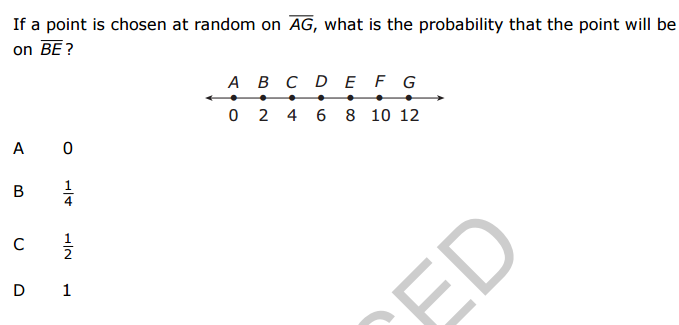 If a point is chosen at random on AG, what is the probability that the point will be
on BE?
A B C D E F G
0 2 4 6 8 10 12
A 0
B 1/4
C 1/2
D 1
ED